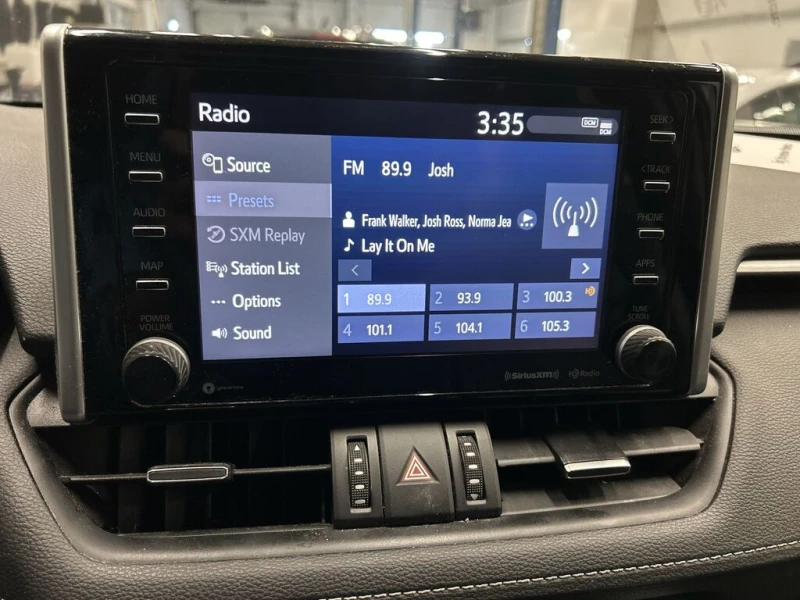 HOME
MENU
AUDIO
MAP
POWER
VOLUME
Radio
3:35
DCM
DCM
Source
Presets
SXM Replay
Station List
Options
Sound
FM 89.9 Josh
Frank Walker, Josh Ross, Norma Jea
Lay It On Me
<
>
1 89.9
2 93.9
3 100.3
4 101.1
5 104.1
6 105.3
SEEK >
< TRACK
PHONE
APPS
TUNE
SCROLL
((SiriusXM))
HD Radio